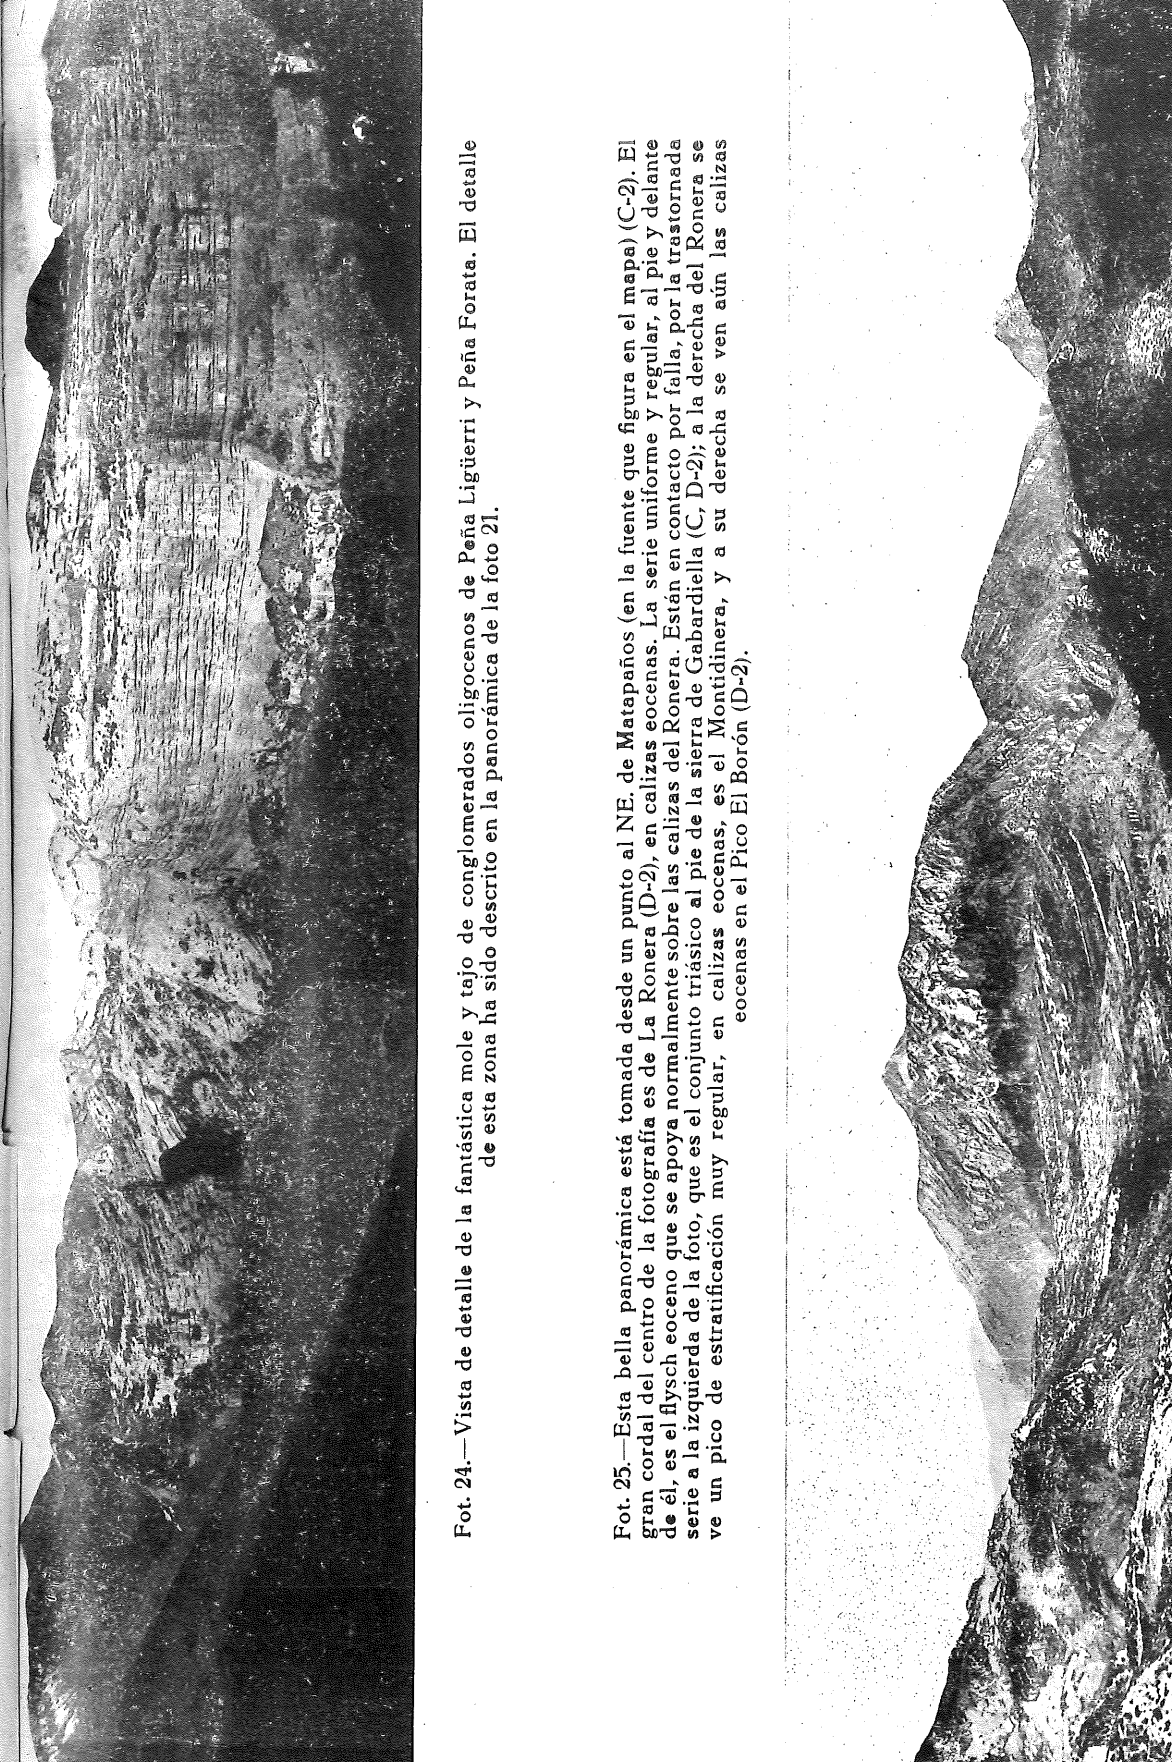 Fot. 24.—Vista de detalle de la fantástica mole y tajo de conglomerados oligocenos de Peña Ligüerri y Peña Forata. El detalle
de esta zona ha sido descrito en la panorámica de la foto 21.
Fot. 25.—Esta bella panorámica está tomada desde un punto al NE. de Matapaños (en la fuente que figura en el mapa) (C-2). El
gran cordal del centro de la fotografía es de La Ronera (D-2), en calizas eocenas. La serie uniforme y regular, al pie y delante
de él, es el flysch eoceno que se apoya normalmente sobre las calizas del Ronera. Están en contacto por falla, por la trastornada
serie a la izquierda de la foto, que es el conjunto triásico al pie de la sierra de Gabardiella (C, D-2); a la derecha del Ronera se
ve un pico de estratificación muy regular, en calizas eocenas, es el Montidinera, y a su derecha se ven aún las calizas
eocenas en el Pico El Borón (D-2).